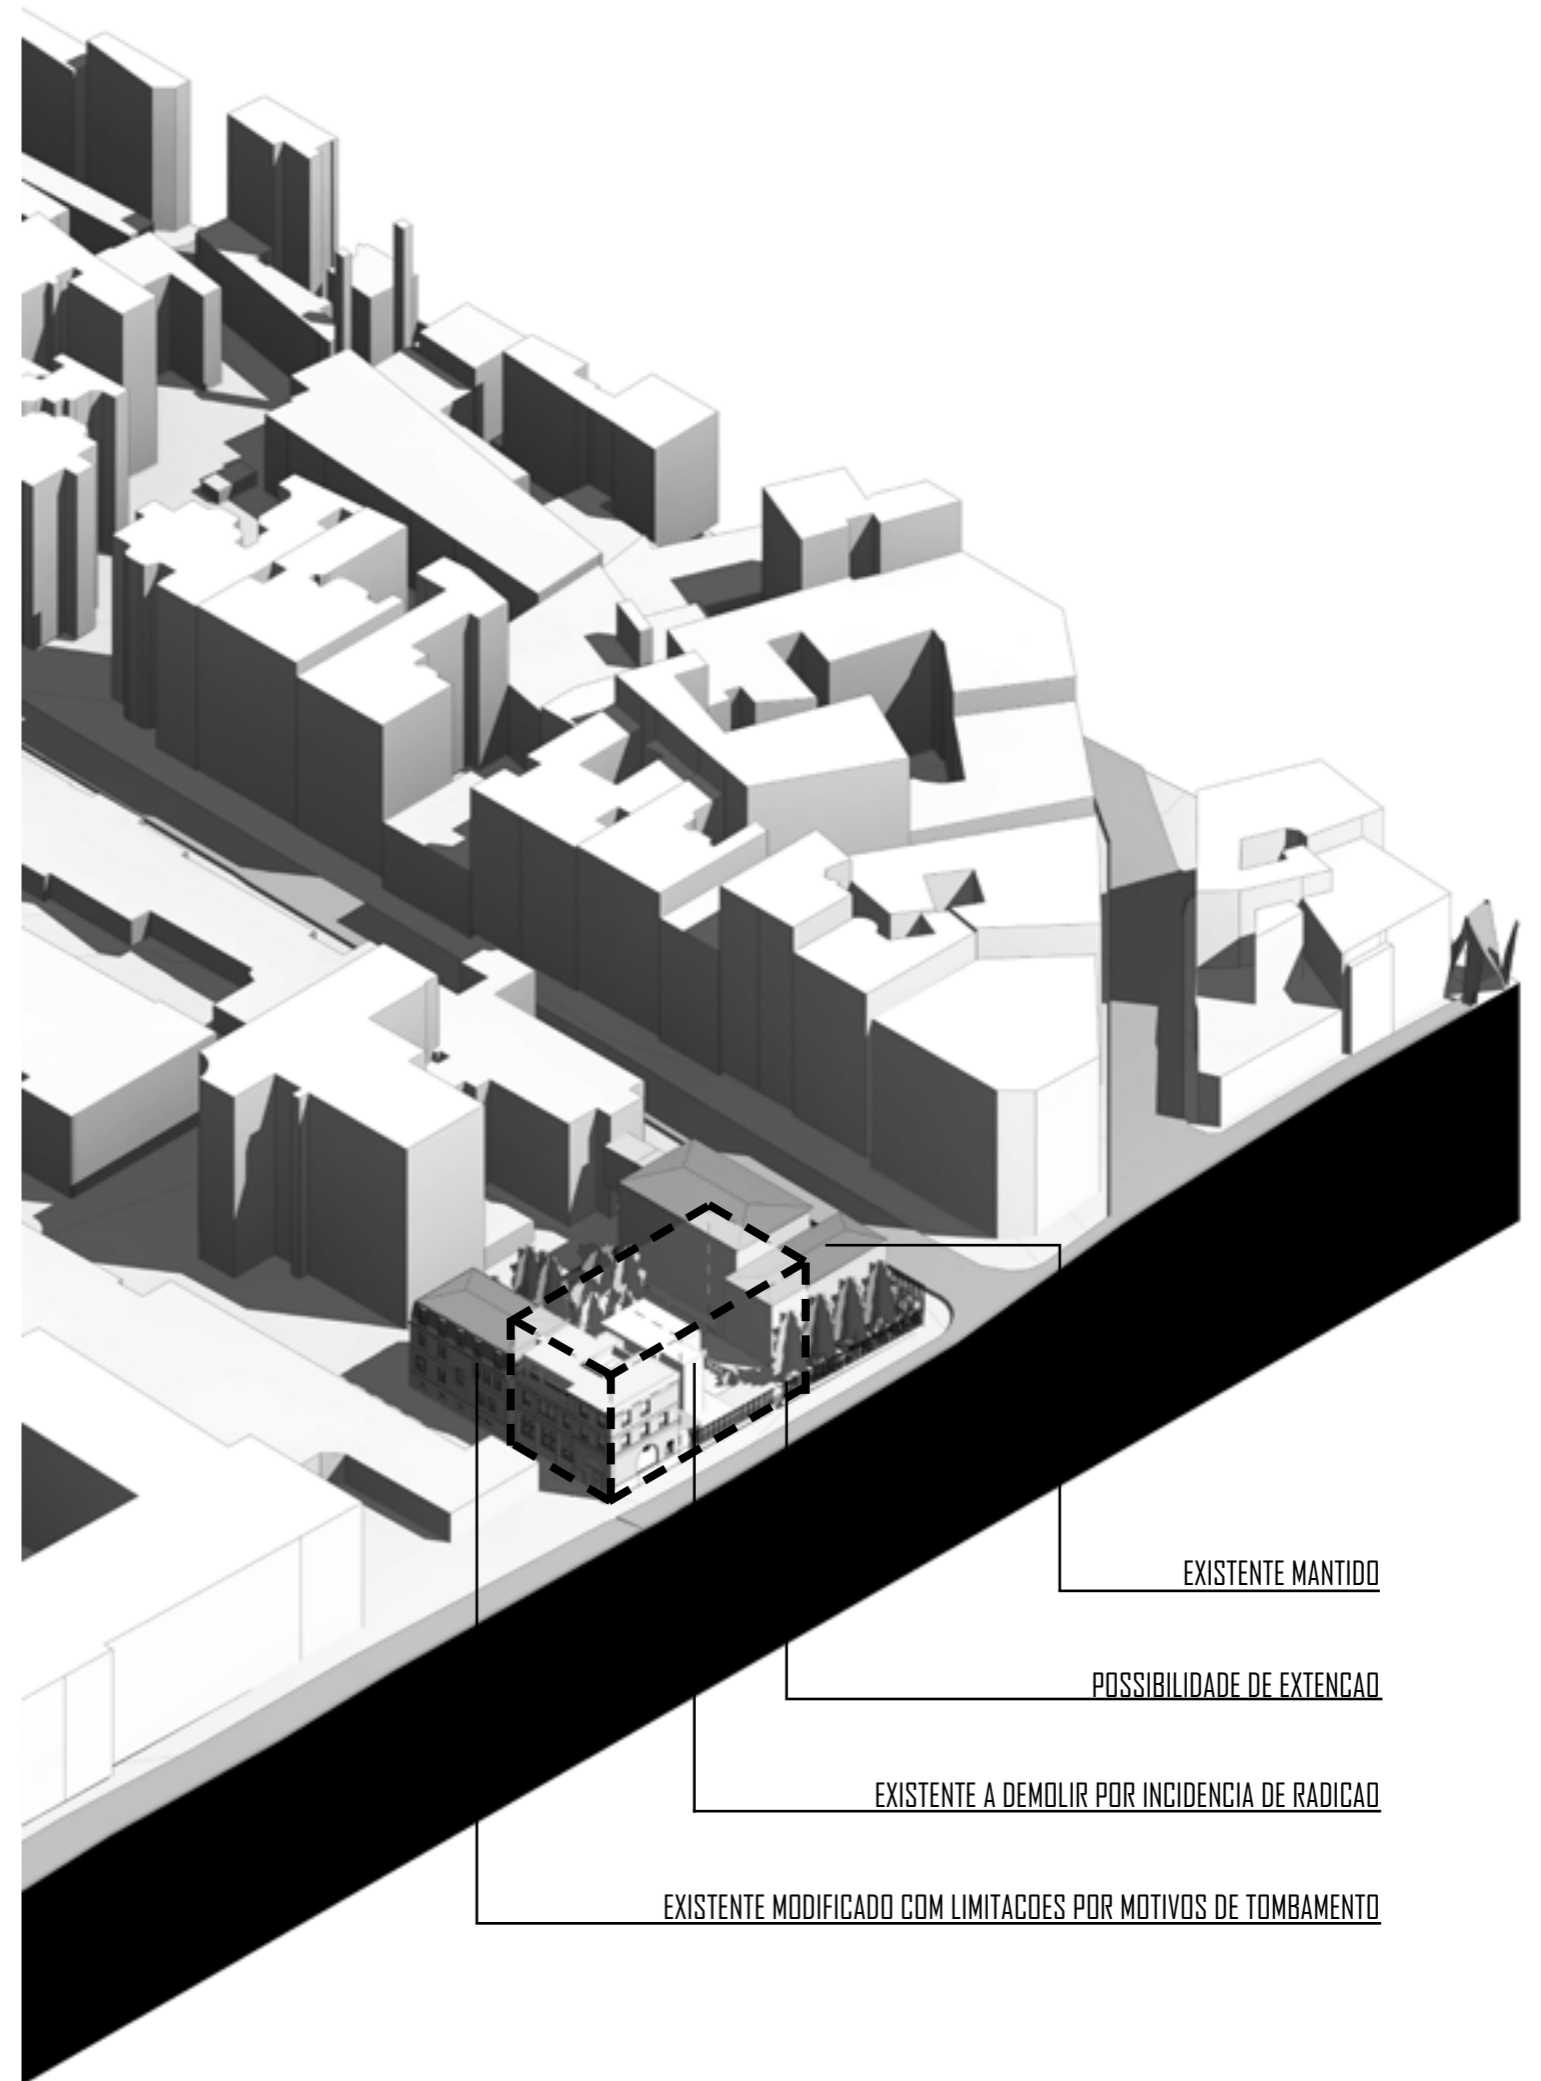 EXISTENTE MANTIDO
POSSIBILIDADE DE EXTENCAO
EXISTENTE A DEMOLIR POR INCIDENCIA DE RADICAO
EXISTENTE MODIFICADO COM LIMITACOES POR MOTIVOS DE TOMBAMENTO